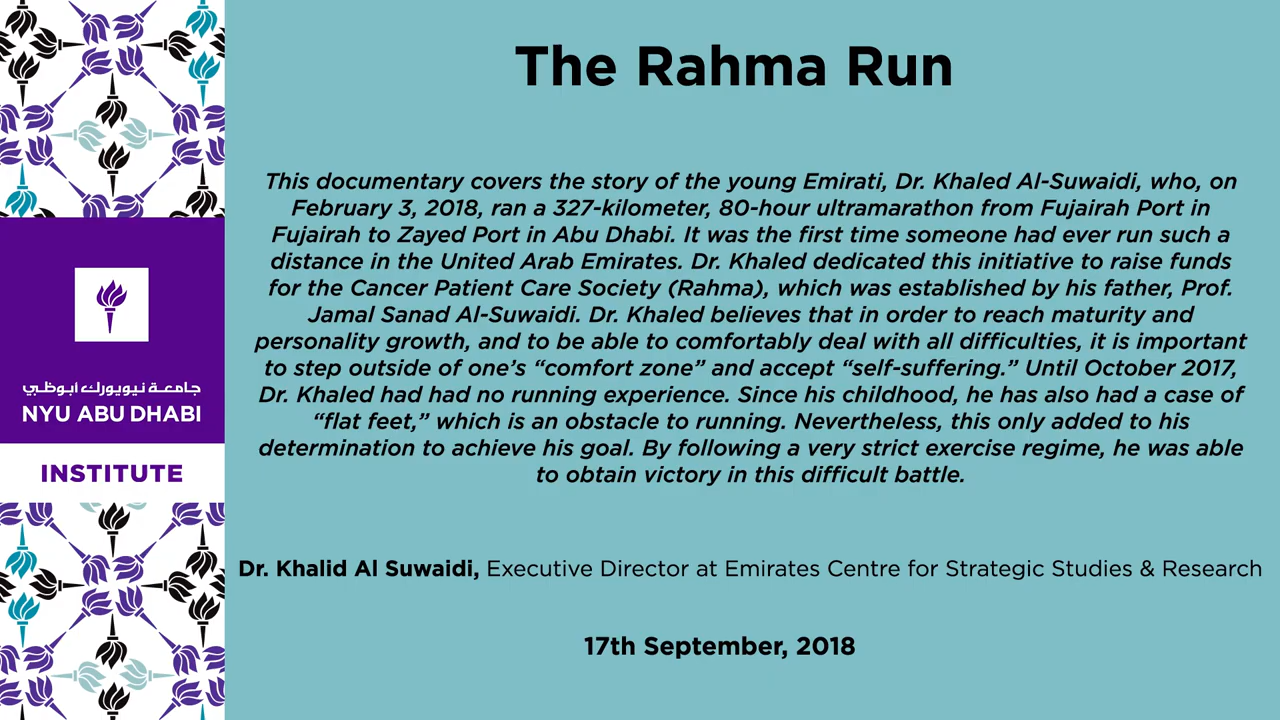 The Rahma Run
This documentary covers the story of the young Emirati, Dr. Khaled Al-Suwaidi, who, on
February 3, 2018, ran a 327-kilometer, 80-hour ultramarathon from Fujairah Port in
Fujairah to Zayed Port in Abu Dhabi. It was the first time someone had ever run such a
distance in the United Arab Emirates. Dr. Khaled dedicated this initiative to raise funds
for the Cancer Patient Care Society (Rahma), which was established by his father, Prof.
Jamal Sanad Al-Suwaidi. Dr. Khaled believes that in order to reach maturity and
personality growth, and to be able to comfortably deal with all difficulties, it is important
to step outside of one’s “comfort zone” and accept “self-suffering.” Until October 2017,
Dr. Khaled had had no running experience. Since his childhood, he has also had a case of
“flat feet,” which is an obstacle to running. Nevertheless, this only added to his
determination to achieve his goal. By following a very strict exercise regime, he was able
to obtain victory in this difficult battle.
Dr. Khalid Al Suwaidi, Executive Director at Emirates Centre for Strategic Studies & Research
17th September, 2018
جامعة نيويورك أبوظبي
NYU ABU DHABI
INSTITUTE